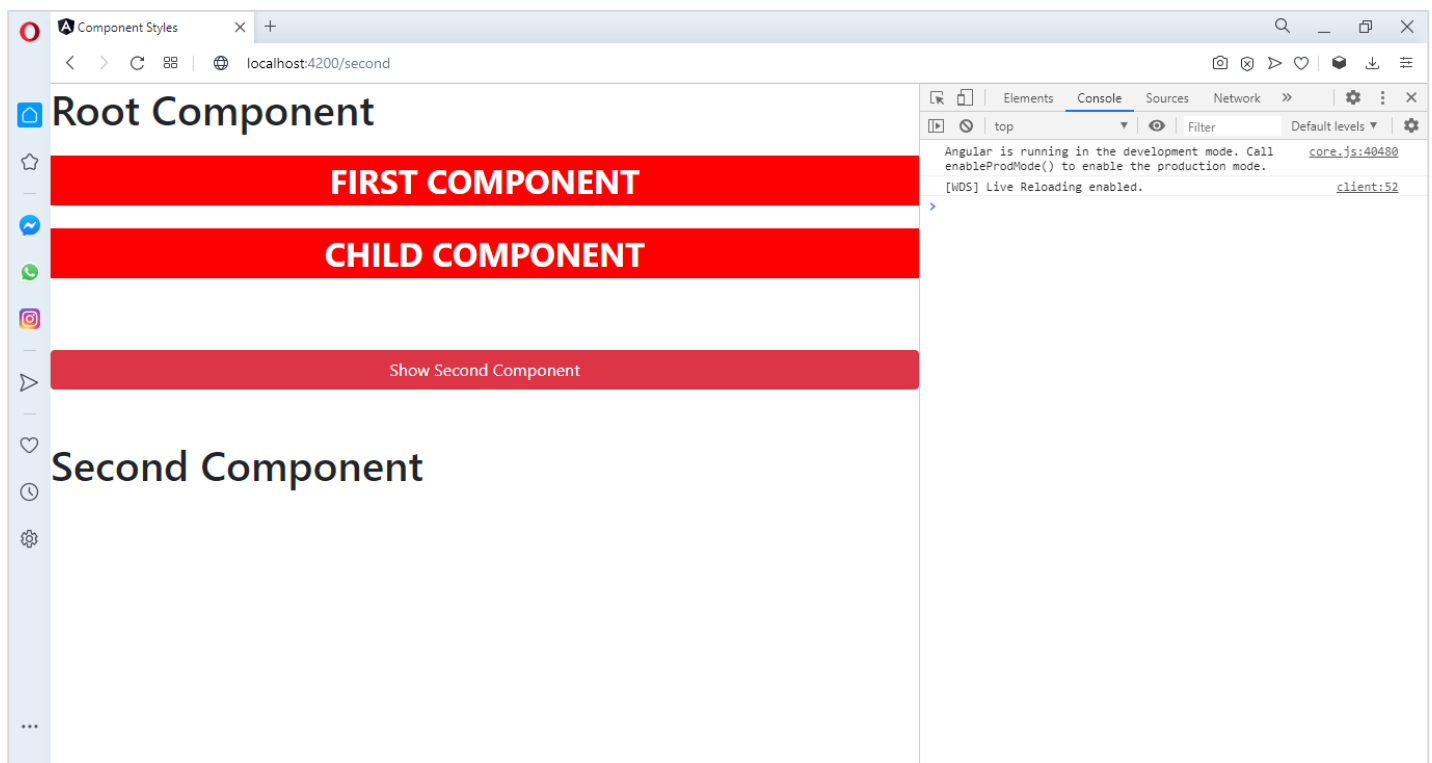 Component Styles
localhost:4200/second
Root Component
FIRST COMPONENT
CHILD COMPONENT
Show Second Component
Second Component
Elements Console Sources Network »
top Filter Default levels
Angular is running in the development mode. Call core.js:40480
enableProdMode() to enable the production mode.
[WDS] Live Reloading enabled. client:52